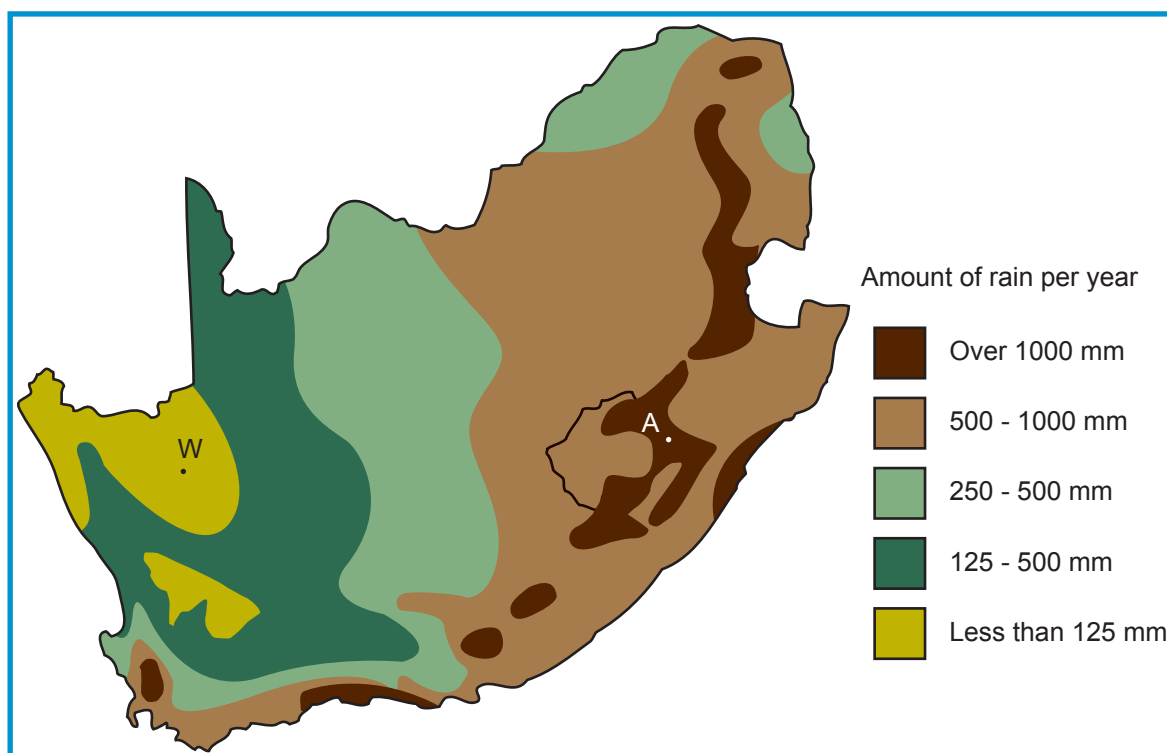 W
A
Amount of rain per year
Over 1000 mm
500 - 1000 mm
250 - 500 mm
125 - 500 mm
Less than 125 mm